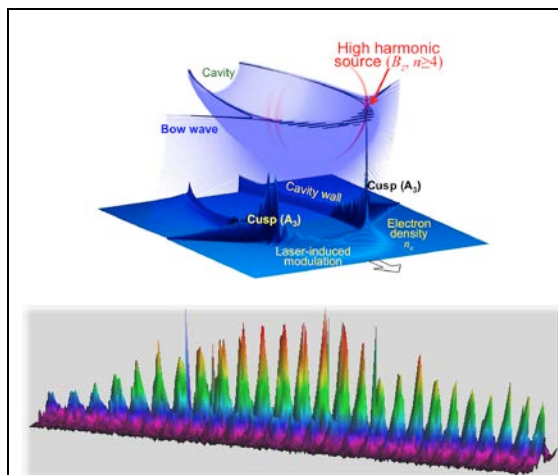 High harmonic
source (B_z, n≥4)
Cavity
Bow wave
Cavity wall
Cusp (A₃)
Cusp (A₃)
Electron
density
nₑ
Laser-induced
modulation